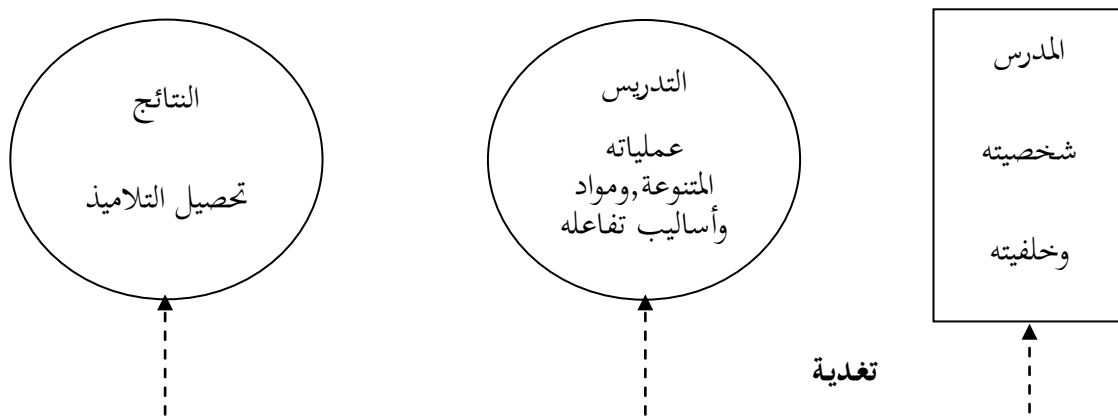 المدرس
شخصيته
وخلفيته
التدريس
عملياته
المتنوعة,ومواد
وأساليب تفاعله
النتائج
تحصيل التلاميذ
تغدية